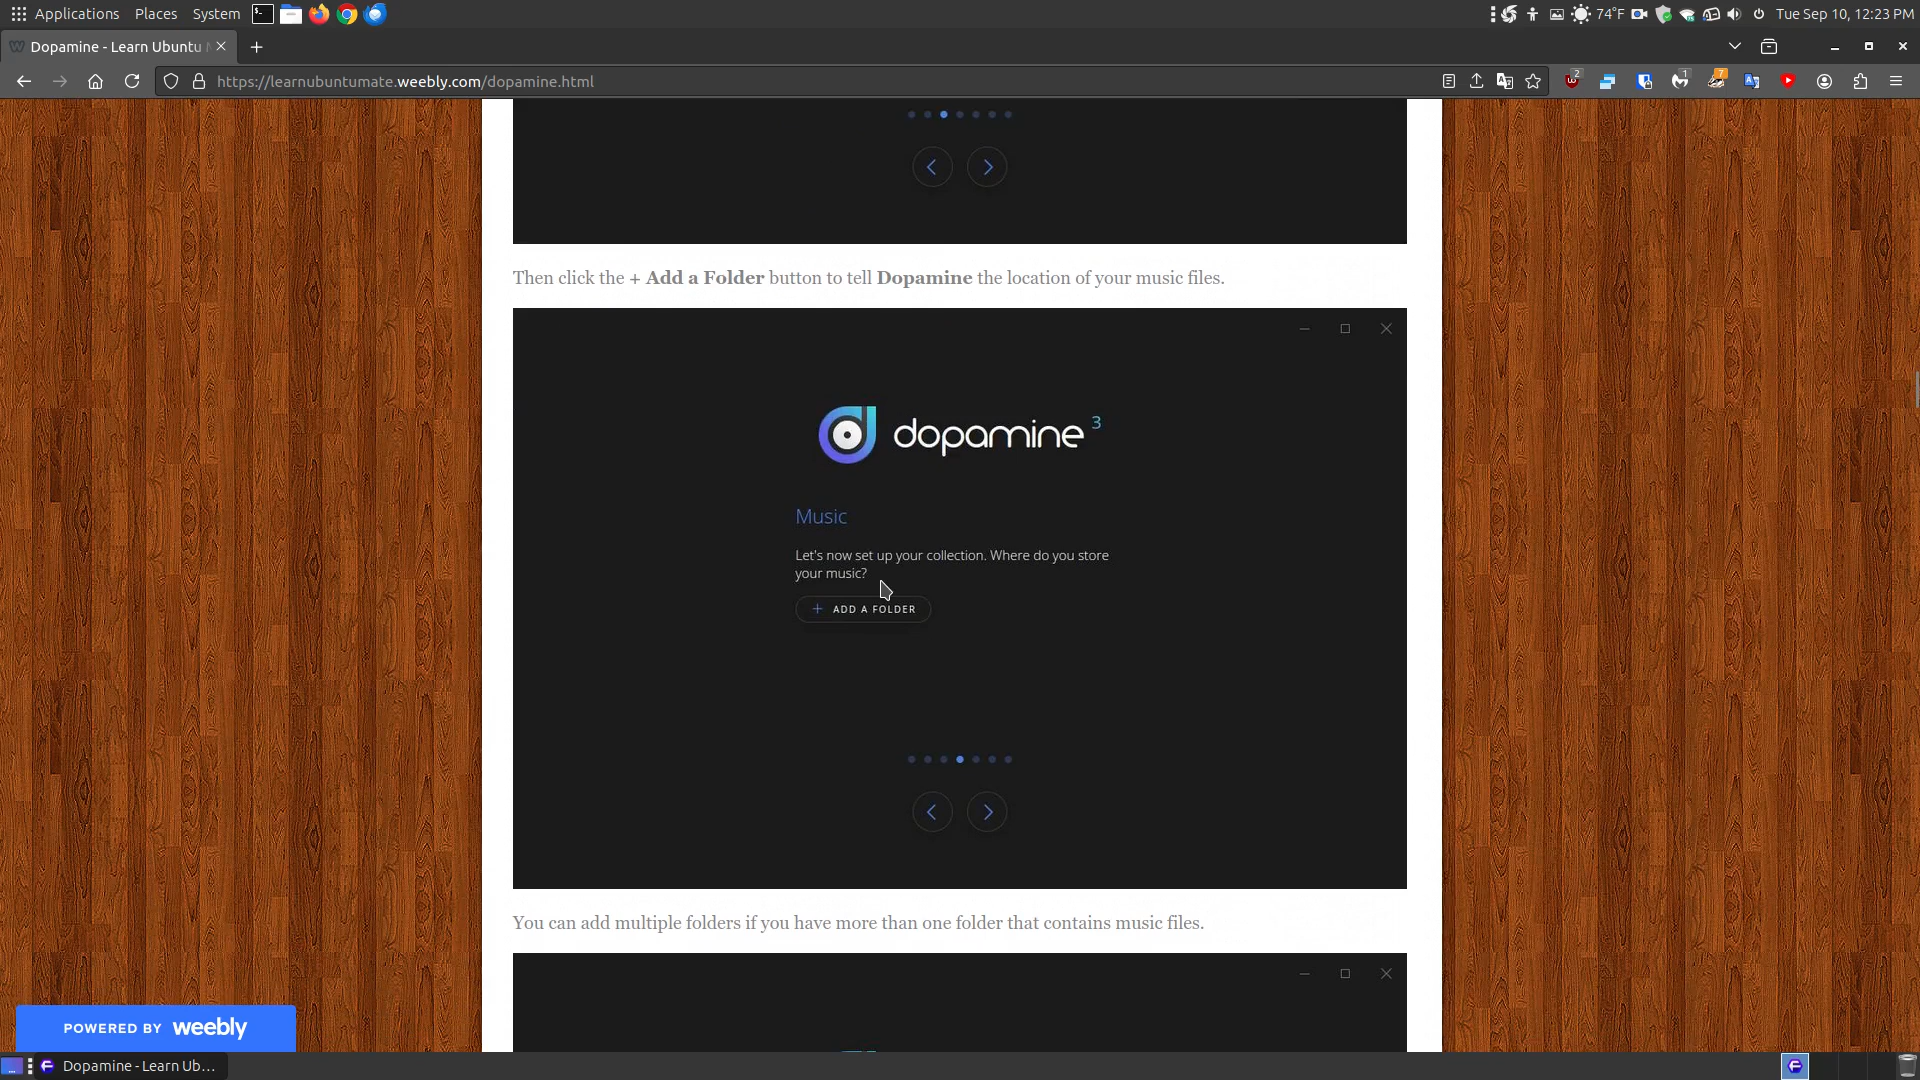 Applications Places System 74°F Tue Sep 10, 12:23 PM
Dopamine - Learn Ubuntu
https://learnubuntumate.weebly.com/dopamine.html
2 1 7
Then click the + Add a Folder button to tell Dopamine the location of your music files.
dopamine 3
Music
Let's now set up your collection. Where do you store
your music?
+ ADD A FOLDER
You can add multiple folders if you have more than one folder that contains music files.
POWERED BY weebly
Dopamine - Learn Ub...